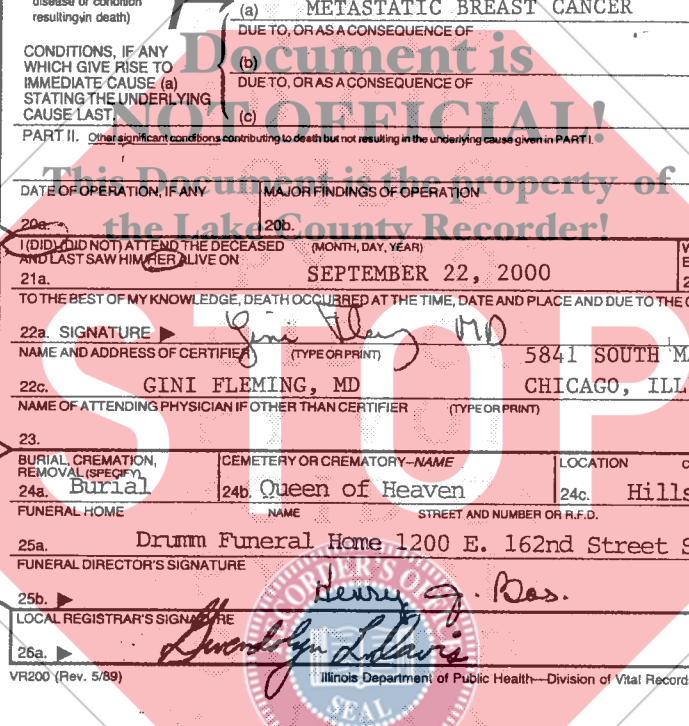 disease or condition
resulting in death)
(a) METASTATIC BREAST CANCER
DUE TO, OR AS A CONSEQUENCE OF
CONDITIONS, IF ANY
WHICH GIVE RISE TO
IMMEDIATE CAUSE (a)
STATING THE UNDERLYING
CAUSE LAST.
(b)
DUE TO, OR AS A CONSEQUENCE OF
(c)
Document is
NOT OFFICIAL!
PART II. Other significant conditions contributing to death but not resulting in the underlying cause given in PART I
This Document is the property of
the Lake County Recorder!
DATE OF OPERATION, IF ANY
MAJOR FINDINGS OF OPERATION
20a. 20b.
I (DID) (DID NOT) ATTEND THE DECEASED (MONTH, DAY, YEAR)
AND LAST SAW HIM/HER ALIVE ON
21a. SEPTEMBER 22, 2000
TO THE BEST OF MY KNOWLEDGE, DEATH OCCURRED AT THE TIME, DATE AND PLACE AND DUE TO THE
STOP
22a. SIGNATURE ▶ Gini Fleming MD
NAME AND ADDRESS OF CERTIFIER (TYPE OR PRINT) 5841 SOUTH MA
22c. GINI FLEMING, MD CHICAGO, ILL
NAME OF ATTENDING PHYSICIAN IF OTHER THAN CERTIFIER (TYPE OR PRINT)
23.
BURIAL, CREMATION,
REMOVAL (SPECIFY)
24a. Burial
CEMETERY OR CREMATORY—NAME
24b. Queen of Heaven
LOCATION
24c. Hills
FUNERAL HOME NAME STREET AND NUMBER OR R.F.D.
25a. Drumm Funeral Home 1200 E. 162nd Street S
FUNERAL DIRECTOR'S SIGNATURE
25b. ▶ Henry J. Bos.
LOCAL REGISTRAR'S SIGNATURE
26a. ▶ Gwendolyn L. Davis
VR200 (Rev. 5/89) Illinois Department of Public Health—Division of Vital Record
SEAL